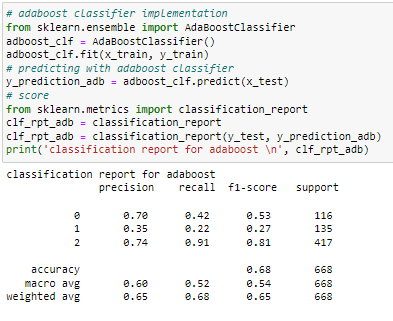 # adaboost classifier implementation
from sklearn.ensemble import AdaBoostClassifier
adboost_clf = AdaBoostClassifier()
adboost_clf.fit(x_train, y_train)
# predicting with adaboost classifier
y_prediction_adb = adboost_clf.predict(x_test)
# score
from sklearn.metrics import classification_report
clf_rpt_adb = classification_report
clf_rpt_adb = classification_report(y_test, y_prediction_adb)
print('classification report for adaboost \n', clf_rpt_adb)
classification report for adaboost
precision recall f1-score support
0 0.70 0.42 0.53 116
1 0.35 0.22 0.27 135
2 0.74 0.91 0.81 417
accuracy 0.68 668
macro avg 0.60 0.52 0.54 668
weighted avg 0.65 0.68 0.65 668